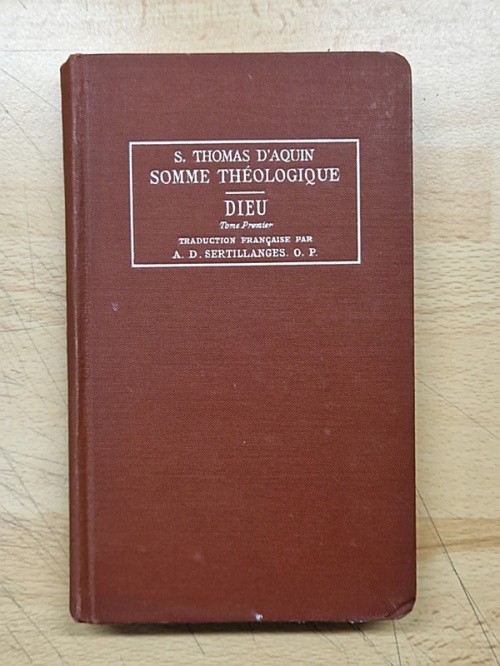 S. THOMAS D'AQUIN
SOMME THÉOLOGIQUE
DIEU
Tome Premier
TRADUCTION FRANÇAISE PAR
A. D. SERTILLANGES. O. P.